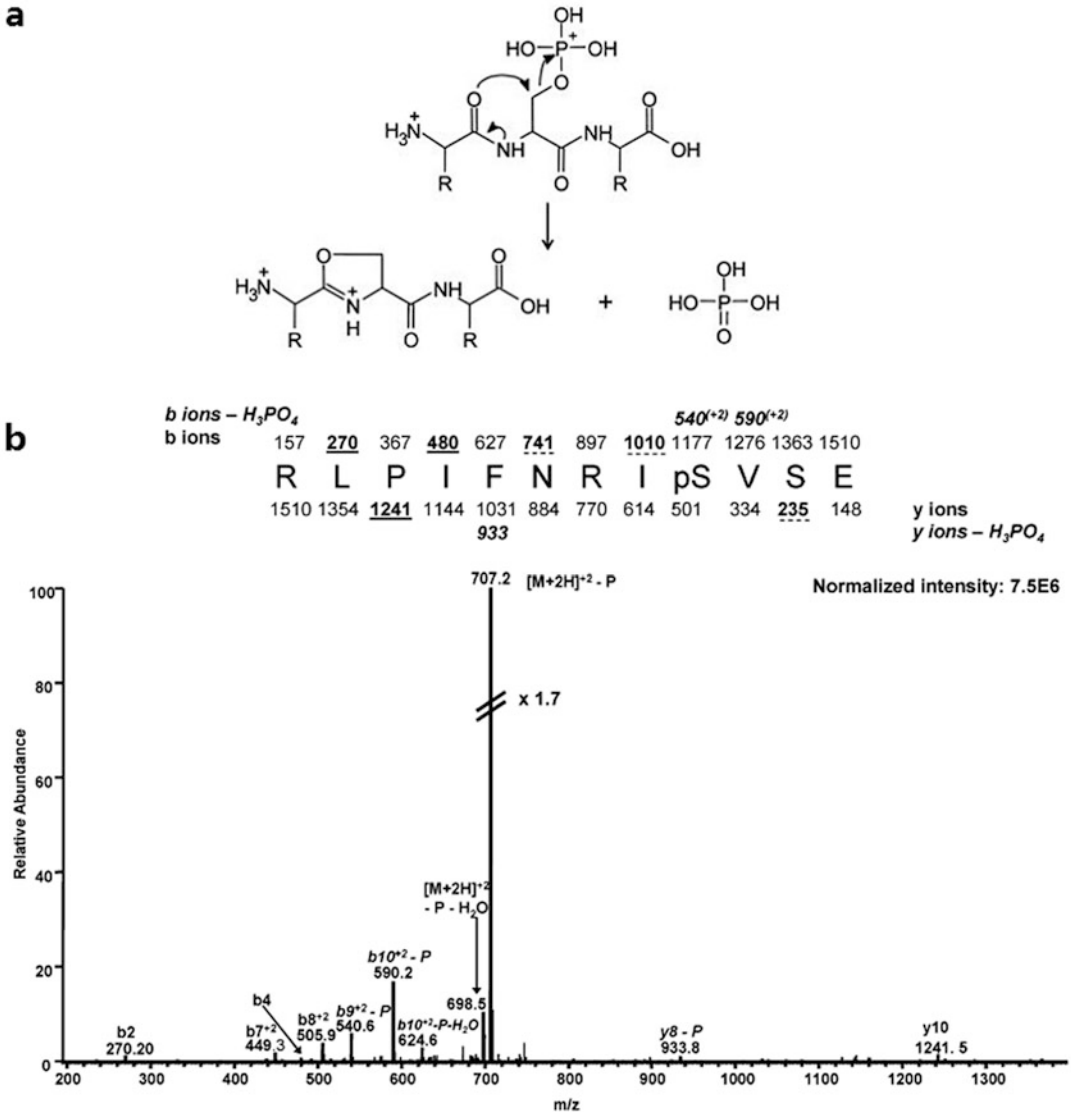 a
OH
HO P + OH
O
O
O
H3N +
NH
NH
OH
R
O
R
O
O
H3N +
N +
H
NH
OH
R
O
R
+
OH
HO P OH
O
b ions – H3PO4 540(+2) 590(+2)
b
b ions 157 270 367 480 627 741 897 1010 1177 1276 1363 1510
R L P I F N R I pS V S E
1510 1354 1241 1144 1031 884 770 614 501 334 235 148 y ions
933 y ions – H3PO4
707.2 [M+2H]+2 - P
Normalized intensity: 7.5E6
100
80
60
40
20
0
Relative Abundance
x 1.7
[M+2H]+2
- P - H2O
b10+2 - P
590.2
698.5
b4
b2
270.20
b7+2
449.3
b8+2
505.9
b9+2 - P
540.6
b10+2-P-H2O
624.6
y8 - P
933.8
y10
1241. 5
200 300 400 500 600 700 800 900 1000 1100 1200 1300
m/z